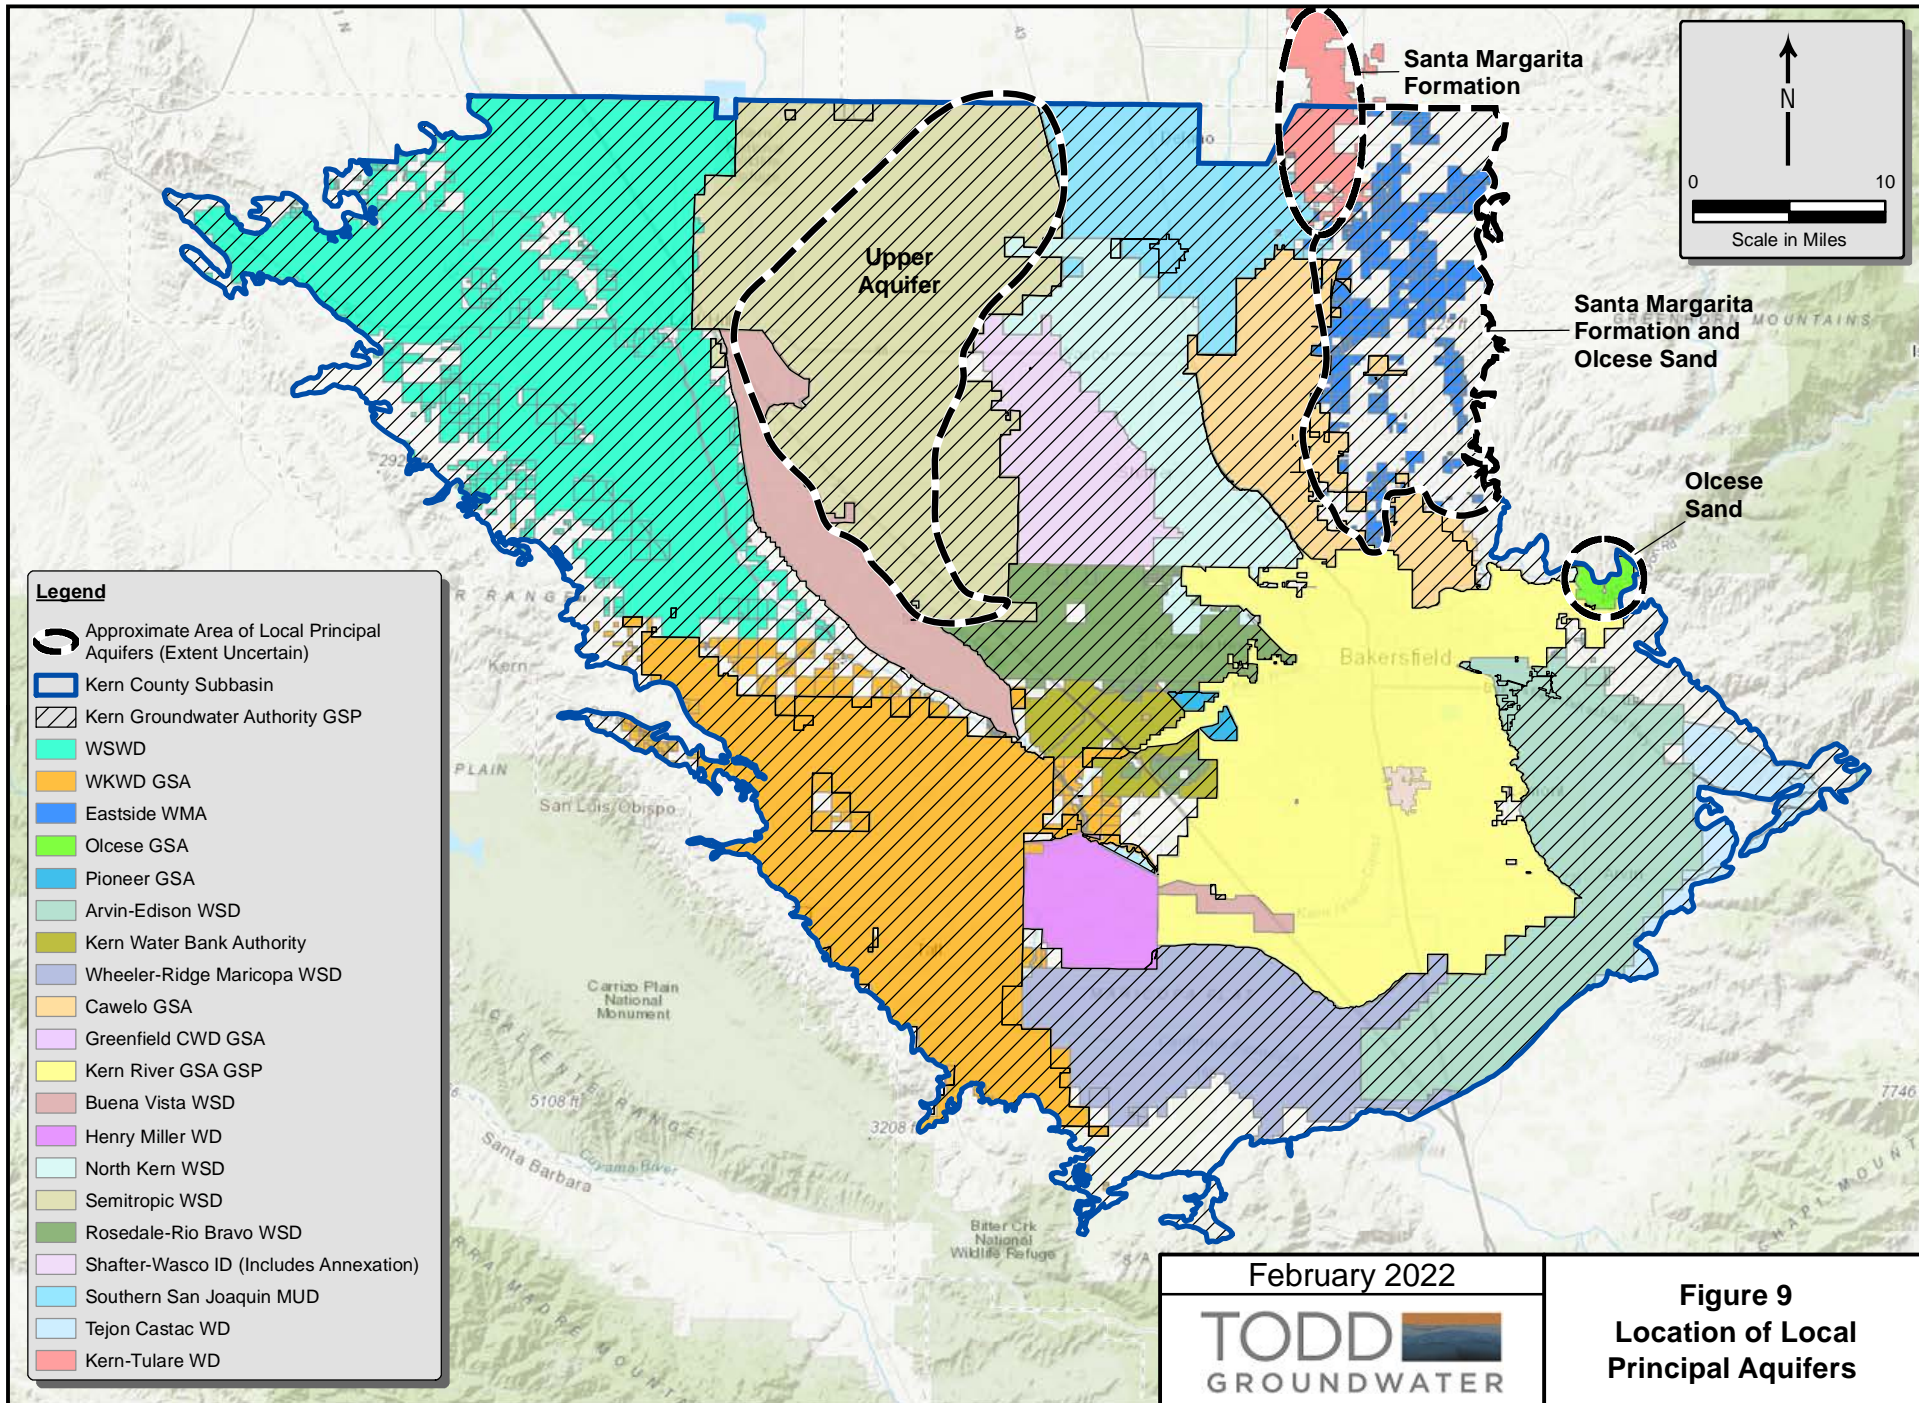 Santa Margarita
Formation
N
0 10
Scale in Miles
Upper
Aquifer
Santa Margarita
Formation and
Olcese Sand
GREENHORN MOUNTAINS
Olcese
Sand
Bakersfield
Legend
Approximate Area of Local Principal
Aquifers (Extent Uncertain)
Kern County Subbasin
Kern Groundwater Authority GSP
WSWD
WKWD GSA
Eastside WMA
Olcese GSA
Pioneer GSA
Arvin-Edison WSD
Kern Water Bank Authority
Wheeler-Ridge Maricopa WSD
Cawelo GSA
Greenfield CWD GSA
Kern River GSA GSP
Buena Vista WSD
Henry Miller WD
North Kern WSD
Semitropic WSD
Rosedale-Rio Bravo WSD
Shafter-Wasco ID (Includes Annexation)
Southern San Joaquin MUD
Tejon Castac WD
Kern-Tulare WD
Kern
PLAIN
San Luis Obispo
Carrizo Plain
National
Monument
CALIENTE RANGE
5108 ft
3208 ft
Santa Barbara
Cuyama River
Bitter Crk
National
Wildlife Refuge
7746
February 2022
TODD
GROUNDWATER
Figure 9
Location of Local
Principal Aquifers